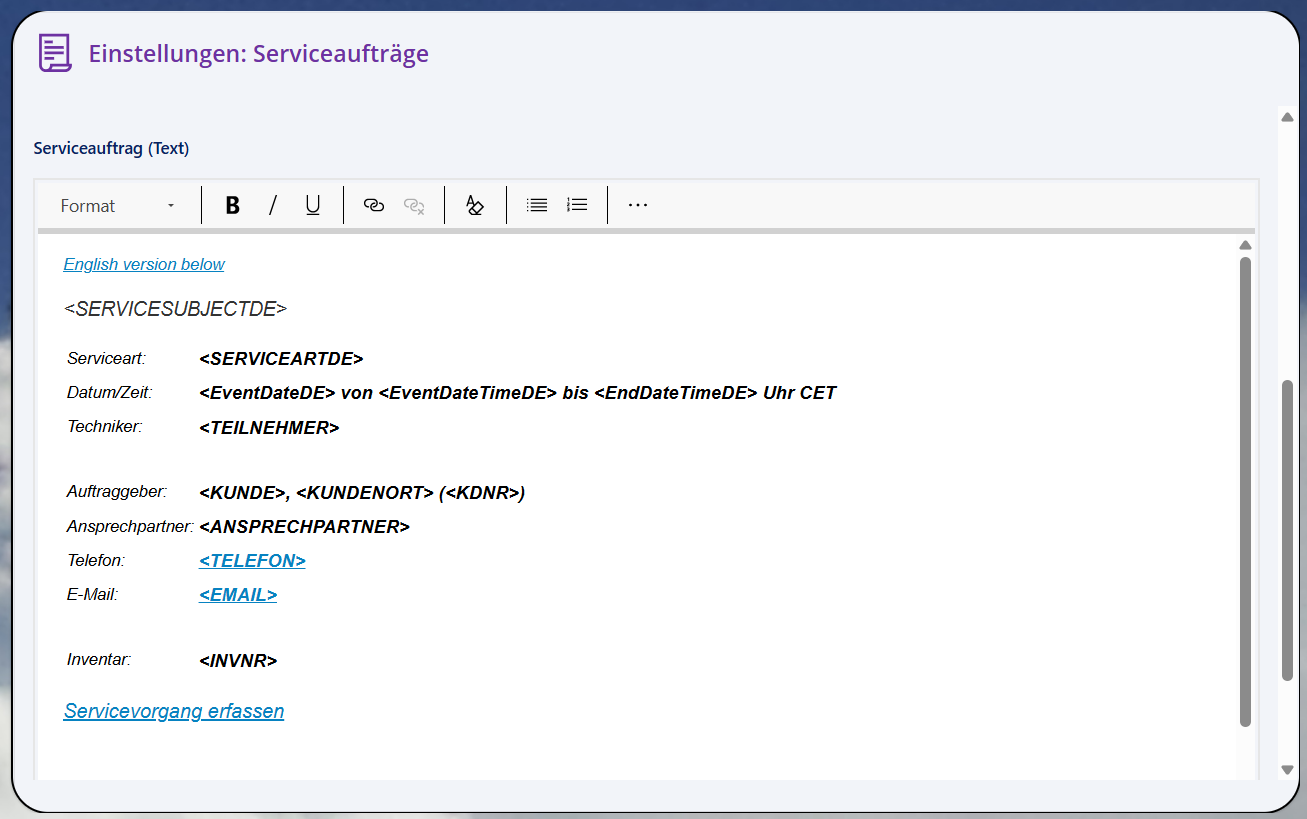 Einstellungen: Serviceaufträge
Serviceauftrag (Text)
Format B / U
English version below
<SERVICESUBJECTDE>
Serviceart: <SERVICEARTDE>
Datum/Zeit: <EventDateDE> von <EventDateTimeDE> bis <EndDateTimeDE> Uhr CET
Techniker: <TEILNEHMER>
Auftraggeber: <KUNDE>, <KUNDENORT> (<KDNR>)
Ansprechpartner: <ANSPRECHPARTNER>
Telefon: <TELEFON>
E-Mail: <EMAIL>
Inventar: <INVNR>
Servicevorgang erfassen